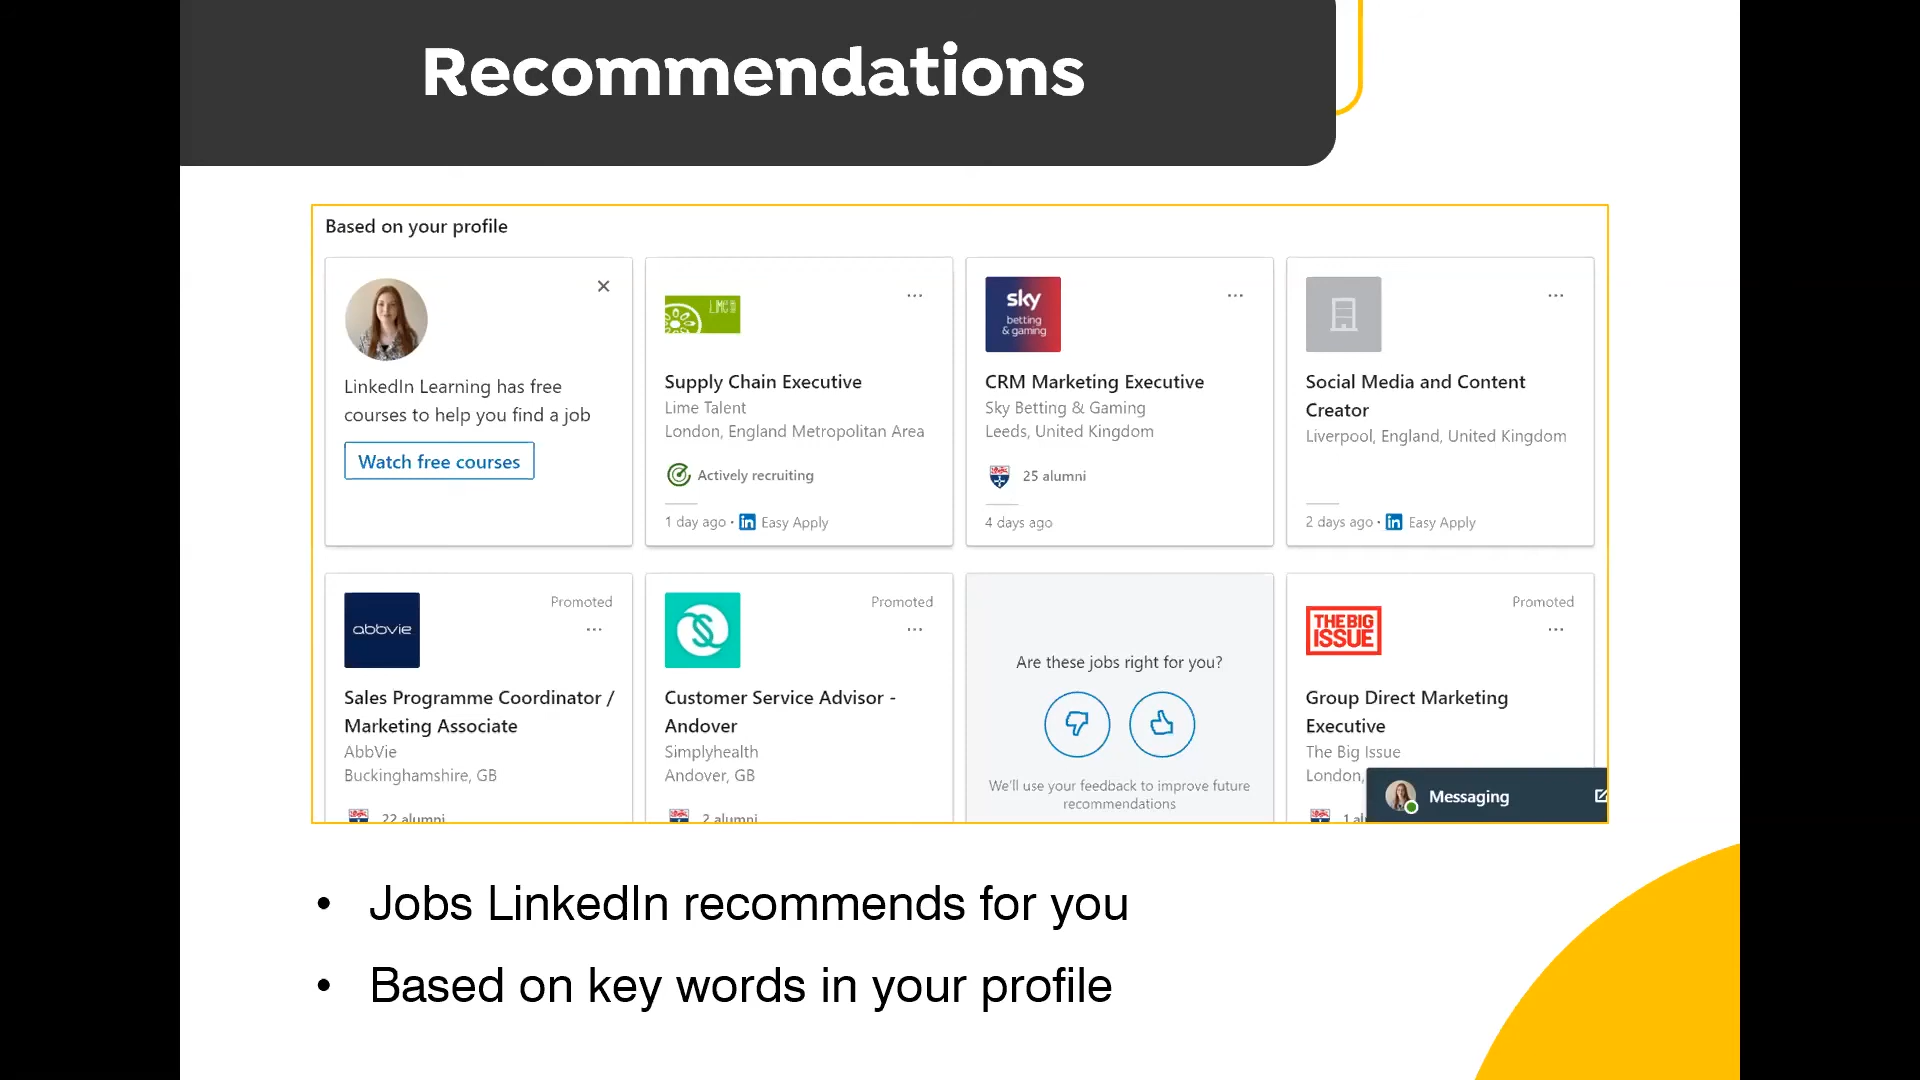 Recommendations
Based on your profile
LinkedIn Learning has free
courses to help you find a job
Watch free courses
LIME
Supply Chain Executive
Lime Talent
London, England Metropolitan Area
Actively recruiting
1 day ago · in Easy Apply
sky
betting
& gaming
CRM Marketing Executive
Sky Betting & Gaming
Leeds, United Kingdom
25 alumni
4 days ago
Social Media and Content
Creator
Liverpool, England, United Kingdom
2 days ago · in Easy Apply
abbvie
Promoted
Sales Programme Coordinator /
Marketing Associate
AbbVie
Buckinghamshire, GB
22 alumni
Promoted
Customer Service Advisor -
Andover
Simplyhealth
Andover, GB
2 alumni
Are these jobs right for you?
We'll use your feedback to improve future
recommendations
THE BIG
ISSUE
Promoted
Group Direct Marketing
Executive
The Big Issue
London,
1 al
Messaging
• Jobs LinkedIn recommends for you
• Based on key words in your profile